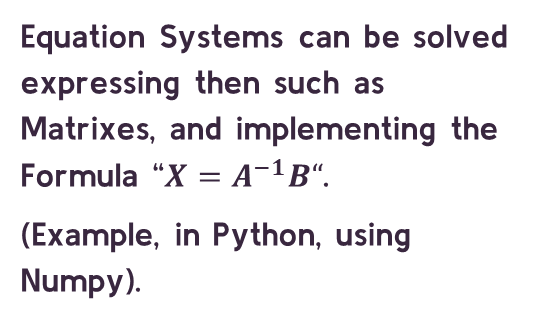 Equation Systems can be solved
expressing then such as
Matrixes, and implementing the
Formula “X = A⁻¹B“.
(Example, in Python, using
Numpy).